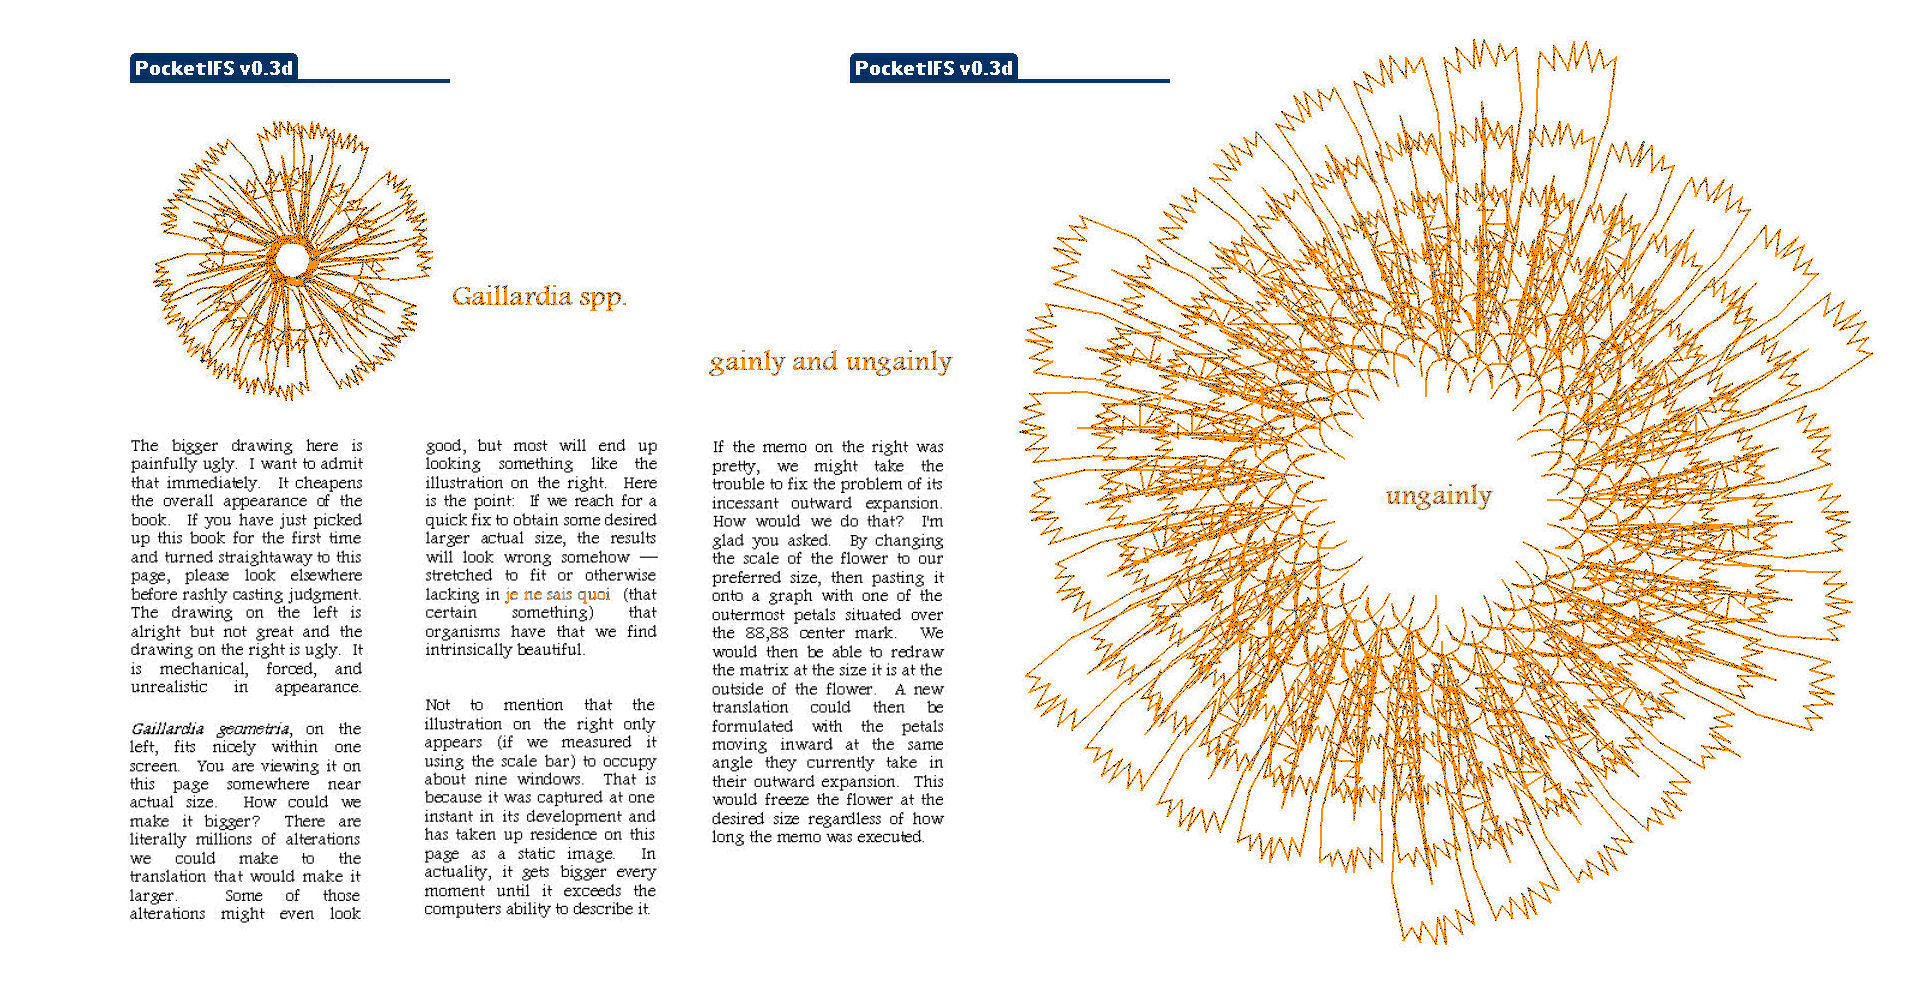 PocketIFS v0.3d
PocketIFS v0.3d
Gaillardia spp.
gainly and ungainly
ungainly
The bigger drawing here is
painfully ugly. I want to admit
that immediately. It cheapens
the overall appearance of the
book. If you have just picked
up this book for the first time
and turned straightaway to this
page, please look elsewhere
before rashly casting judgment.
The drawing on the left is
alright but not great and the
drawing on the right is ugly. It
is mechanical, forced, and
unrealistic in appearance.
Gaillardia geometria, on the
left, fits nicely within one
screen. You are viewing it on
this page somewhere near
actual size. How could we
make it bigger? There are
literally millions of alterations
we could make to the
translation that would make it
larger. Some of those
alterations might even look
good, but most will end up
looking something like the
illustration on the right. Here
is the point: If we reach for a
quick fix to obtain some desired
larger actual size, the results
will look wrong somehow —
stretched to fit or otherwise
lacking in je ne sais quoi (that
certain something) that
organisms have that we find
intrinsically beautiful.
Not to mention that the
illustration on the right only
appears (if we measured it
using the scale bar) to occupy
about nine windows. That is
because it was captured at one
instant in its development and
has taken up residence on this
page as a static image. In
actuality, it gets bigger every
moment until it exceeds the
computers ability to describe it.
If the memo on the right was
pretty, we might take the
trouble to fix the problem of its
incessant outward expansion.
How would we do that? I'm
glad you asked. By changing
the scale of the flower to our
preferred size, then pasting it
onto a graph with one of the
outermost petals situated over
the 88,88 center mark. We
would then be able to redraw
the matrix at the size it is at the
outside of the flower. A new
translation could then be
formulated with the petals
moving inward at the same
angle they currently take in
their outward expansion. This
would freeze the flower at the
desired size regardless of how
long the memo was executed.